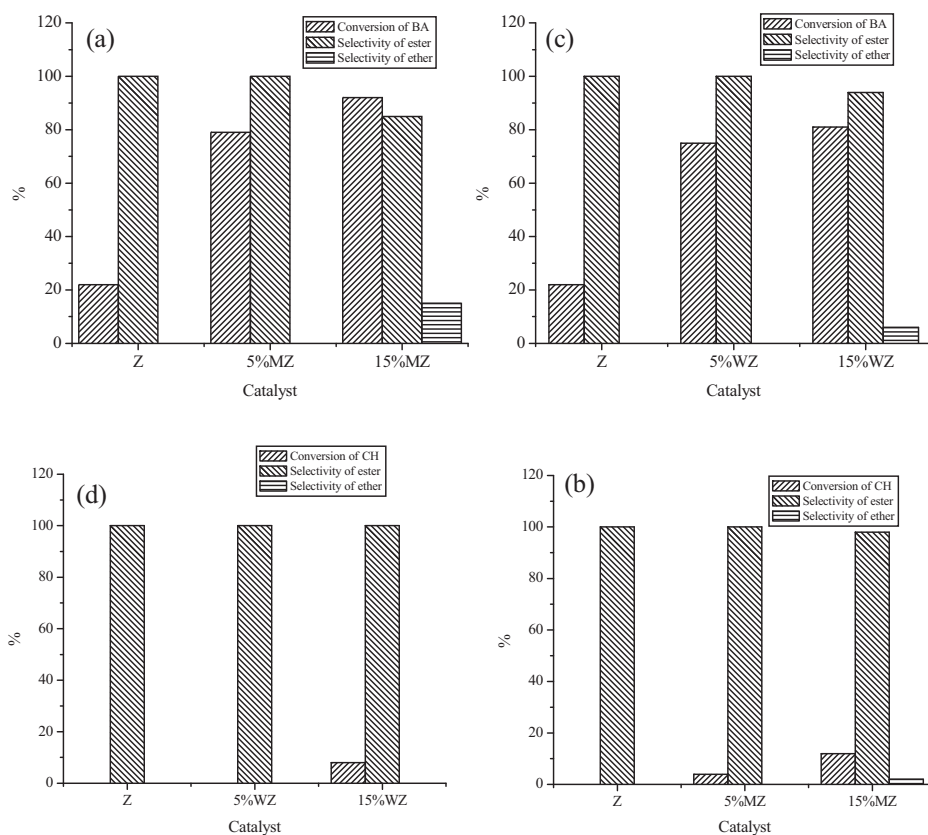 (a)
Conversion of BA
Selectivity of ester
Selectivity of ether
120
100
80
60
40
20
0
%
Z 5%MZ 15%MZ
Catalyst
(c)
Conversion of BA
Selectivity of ester
Selectivity of ether
120
100
80
60
40
20
0
%
Z 5%WZ 15%WZ
Catalyst
(d)
Conversion of CH
Selectivity of ester
Selectivity of ether
120
100
80
60
40
20
0
%
Z 5%WZ 15%WZ
Catalyst
(b)
Conversion of CH
Selectivity of ester
Selectivity of ether
120
100
80
60
40
20
0
%
Z 5%MZ 15%MZ
Catalyst